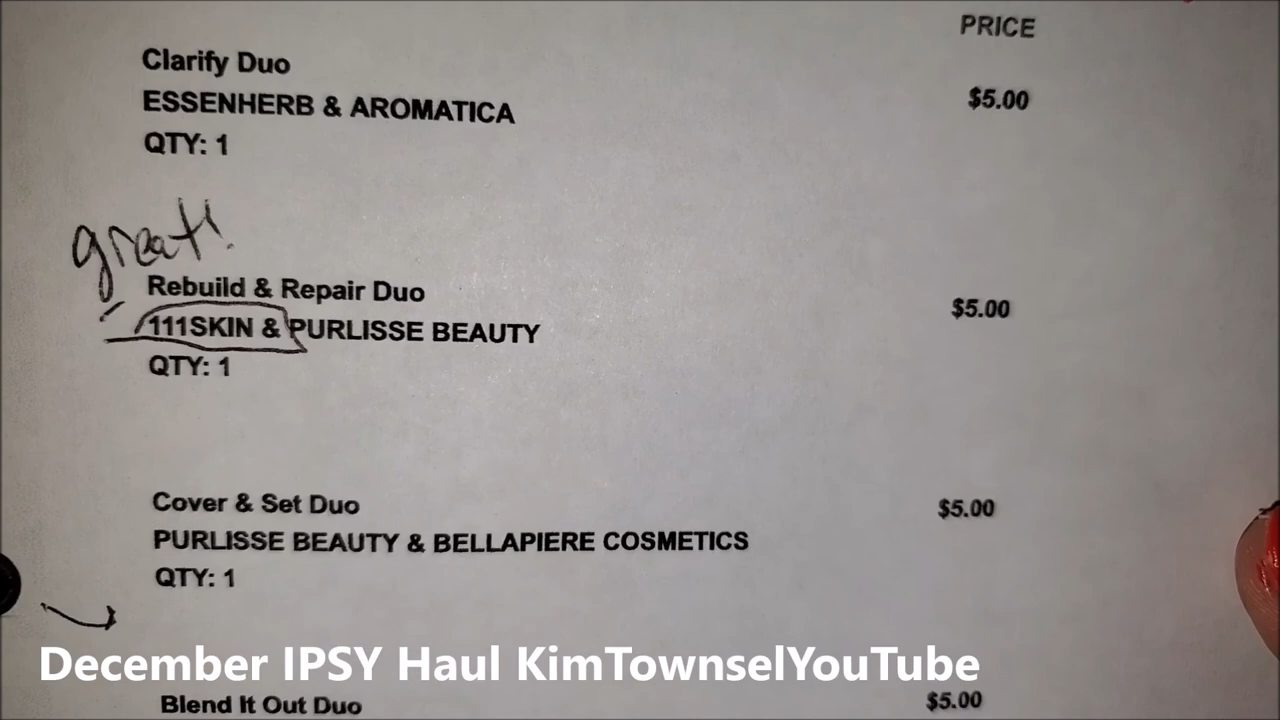 PRICE
Clarify Duo
ESSENHERB & AROMATICA
$5.00
QTY: 1
great!
Rebuild & Repair Duo
$5.00
111SKIN & PURLISSE BEAUTY
QTY: 1
Cover & Set Duo
$5.00
PURLISSE BEAUTY & BELLAPIERE COSMETICS
QTY: 1
December IPSY Haul KimTownselYouTube
Blend It Out Duo
$5.00